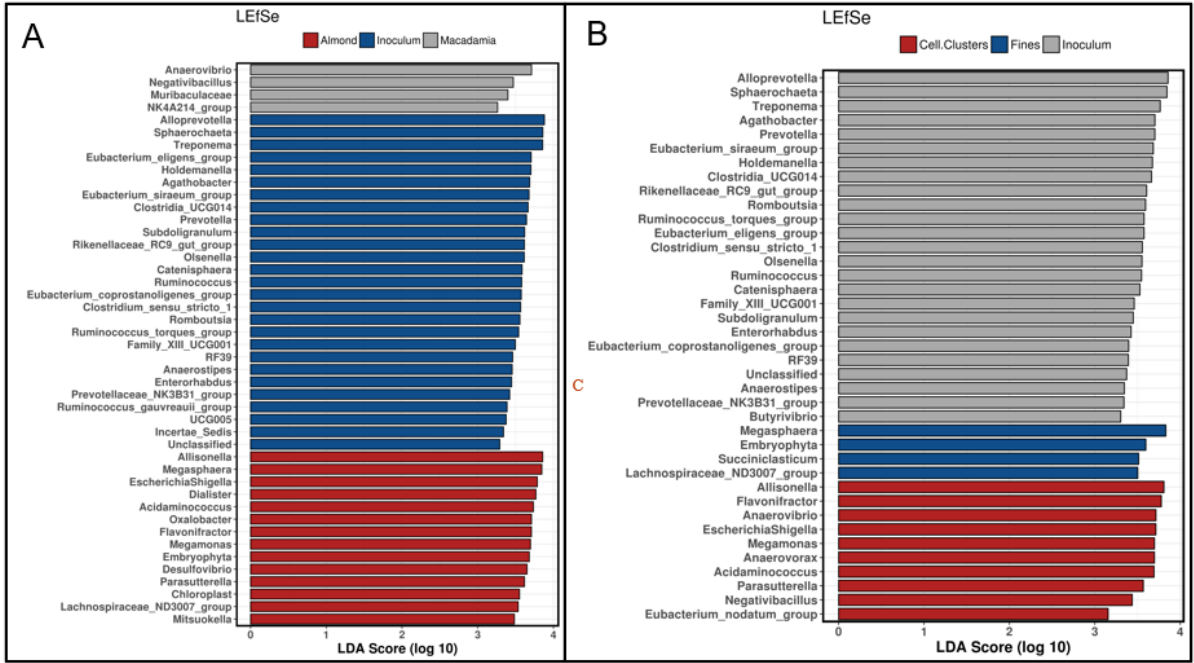 A
LEfSe
Almond Inoculum Macadamia
Anaerovibrio
Negativibacillus
Muribaculaceae
NK4A214_group
Alloprevotella
Sphaerochaeta
Treponema
Eubacterium_eligens_group
Holdemanella
Agathobacter
Eubacterium_siraeum_group
Clostridia_UCG014
Prevotella
Subdoligranulum
Rikenellaceae_RC9_gut_group
Olsenella
Catenisphaera
Ruminococcus
Eubacterium_coprostanoligenes_group
Clostridium_sensu_stricto_1
Romboutsia
Ruminococcus_torques_group
Family_XIII_UCG001
RF39
Anaerostipes
Enterorhabdus
Prevotellaceae_NK3B31_group
Ruminococcus_gauvreauii_group
UCG005
Incertae_Sedis
Unclassified
Allisonella
Megasphaera
EscherichiaShigella
Dialister
Acidaminococcus
Oxalobacter
Flavonifractor
Megamonas
Embryophyta
Desulfovibrio
Parasutterella
Chloroplast
Lachnospiraceae_ND3007_group
Mitsuokella
0 1 2 3 4
LDA Score (log 10)
B
LEfSe
Cell.Clusters Fines Inoculum
Alloprevotella
Sphaerochaeta
Treponema
Agathobacter
Prevotella
Eubacterium_siraeum_group
Holdemanella
Clostridia_UCG014
Rikenellaceae_RC9_gut_group
Romboutsia
Ruminococcus_torques_group
Eubacterium_eligens_group
Clostridium_sensu_stricto_1
Olsenella
Ruminococcus
Catenisphaera
Family_XIII_UCG001
Subdoligranulum
Enterorhabdus
Eubacterium_coprostanoligenes_group
RF39
Unclassified
Anaerostipes
Prevotellaceae_NK3B31_group
Butyrivibrio
Megasphaera
Embryophyta
Succiniclasticum
Lachnospiraceae_ND3007_group
Allisonella
Flavonifractor
Anaerovibrio
EscherichiaShigella
Megamonas
Anaerovorax
Acidaminococcus
Parasutterella
Negativibacillus
Eubacterium_nodatum_group
0 1 2 3 4
LDA Score (log 10)
C